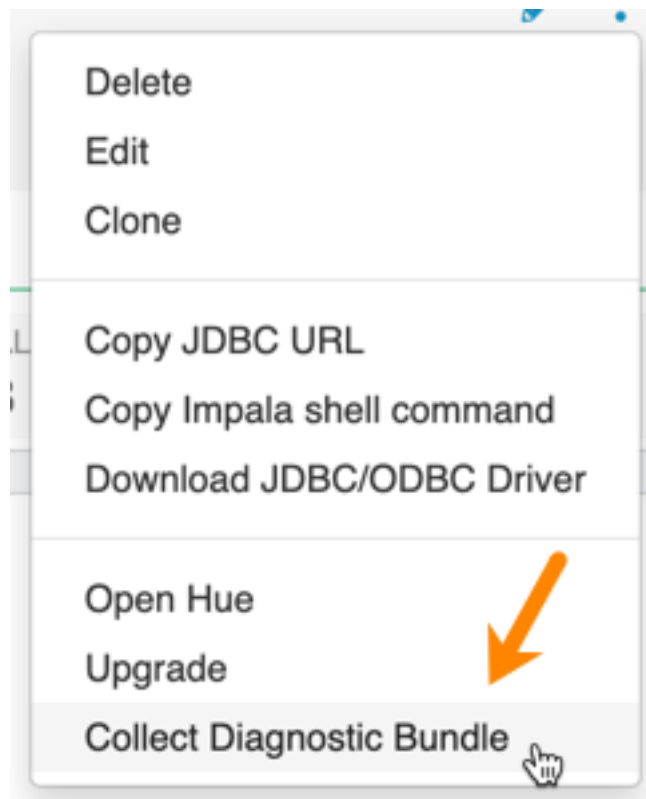 Delete
Edit
Clone
Copy JDBC URL
Copy Impala shell command
Download JDBC/ODBC Driver
Open Hue
Upgrade
Collect Diagnostic Bundle